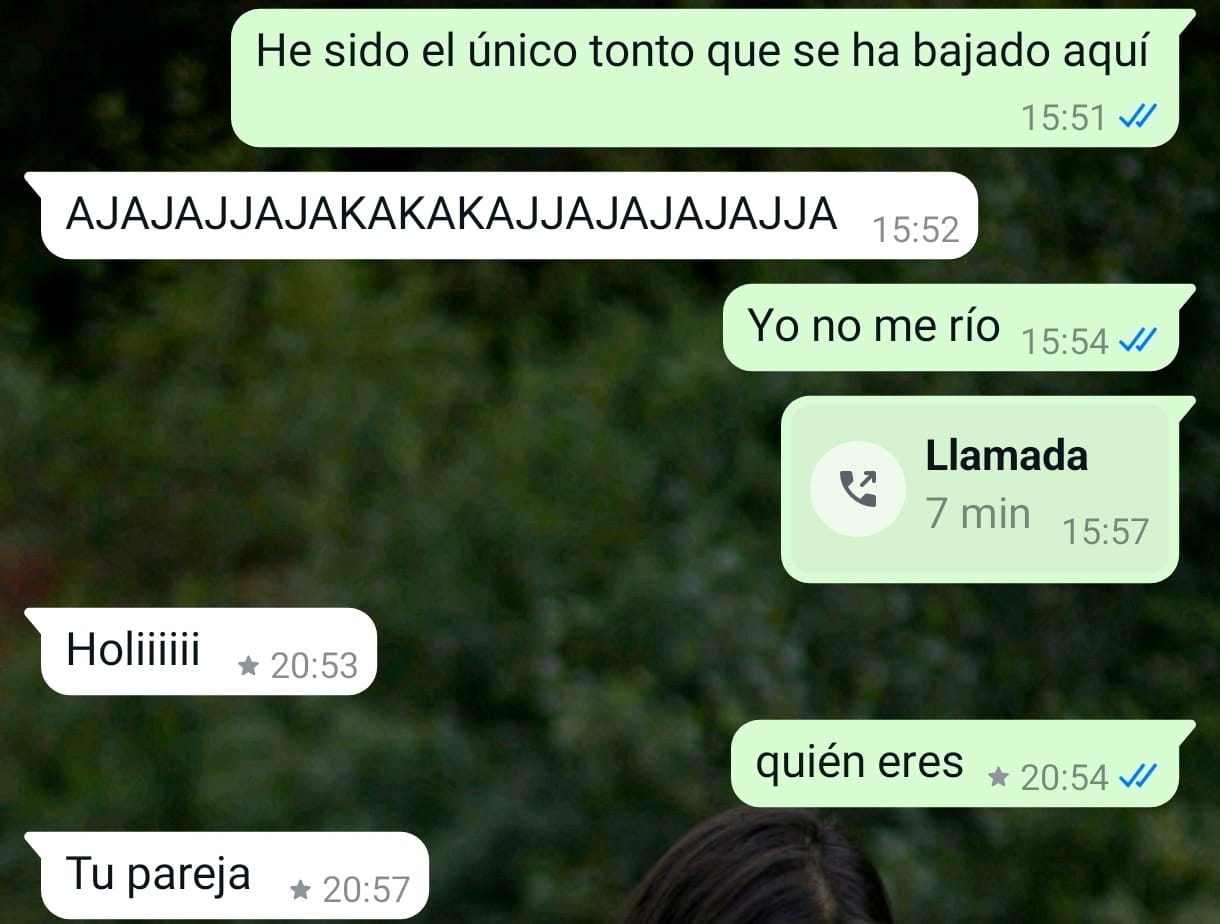 He sido el único tonto que se ha bajado aquí
15:51
AJAJAJJAJAKAKAKAJJAJAJAJAJJA 15:52
Yo no me río 15:54
Llamada
7 min 15:57
Holiiiiii 20:53
quién eres 20:54
Tu pareja 20:57